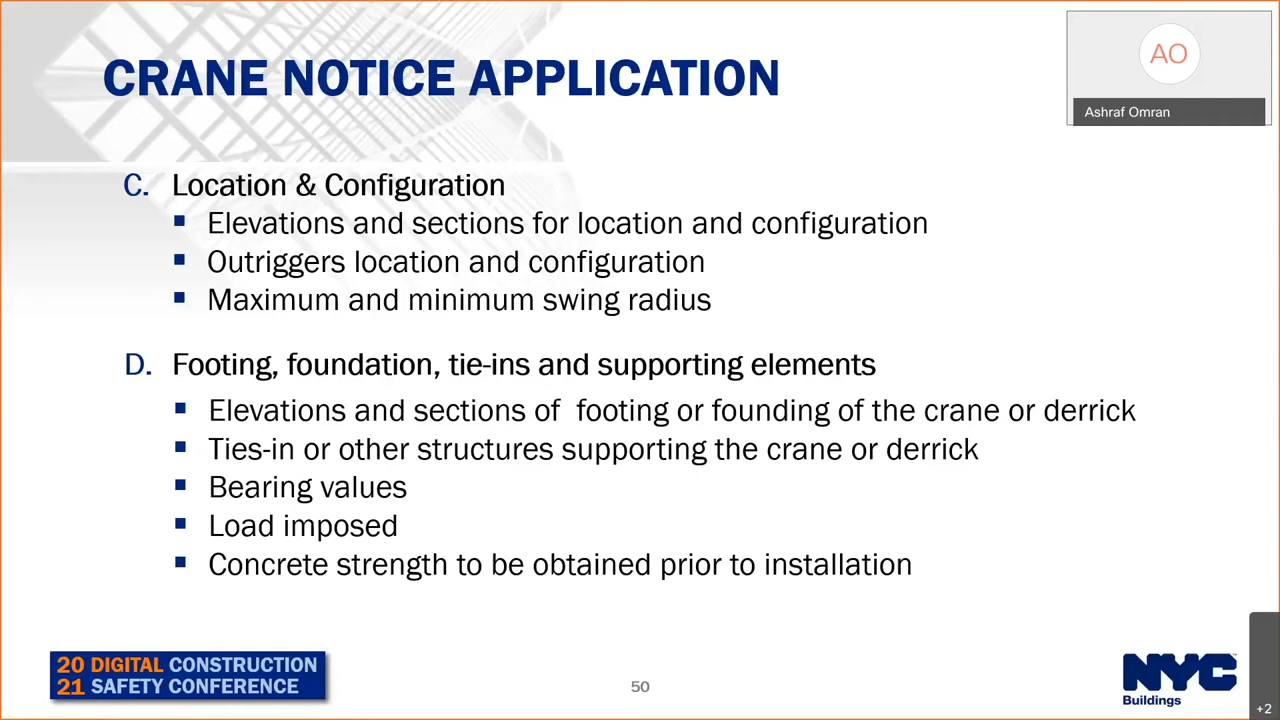 CRANE NOTICE APPLICATION
AO
Ashraf Omran
C. Location & Configuration
▪ Elevations and sections for location and configuration
▪ Outriggers location and configuration
▪ Maximum and minimum swing radius
D. Footing, foundation, tie-ins and supporting elements
▪ Elevations and sections of footing or founding of the crane or derrick
▪ Ties-in or other structures supporting the crane or derrick
▪ Bearing values
▪ Load imposed
▪ Concrete strength to be obtained prior to installation
20 DIGITAL CONSTRUCTION
21 SAFETY CONFERENCE
50
NYC
Buildings
+2